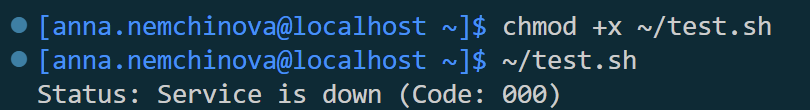 [anna.nemchinova@localhost ~]$ chmod +x ~/test.sh
[anna.nemchinova@localhost ~]$ ~/test.sh
Status: Service is down (Code: 000)